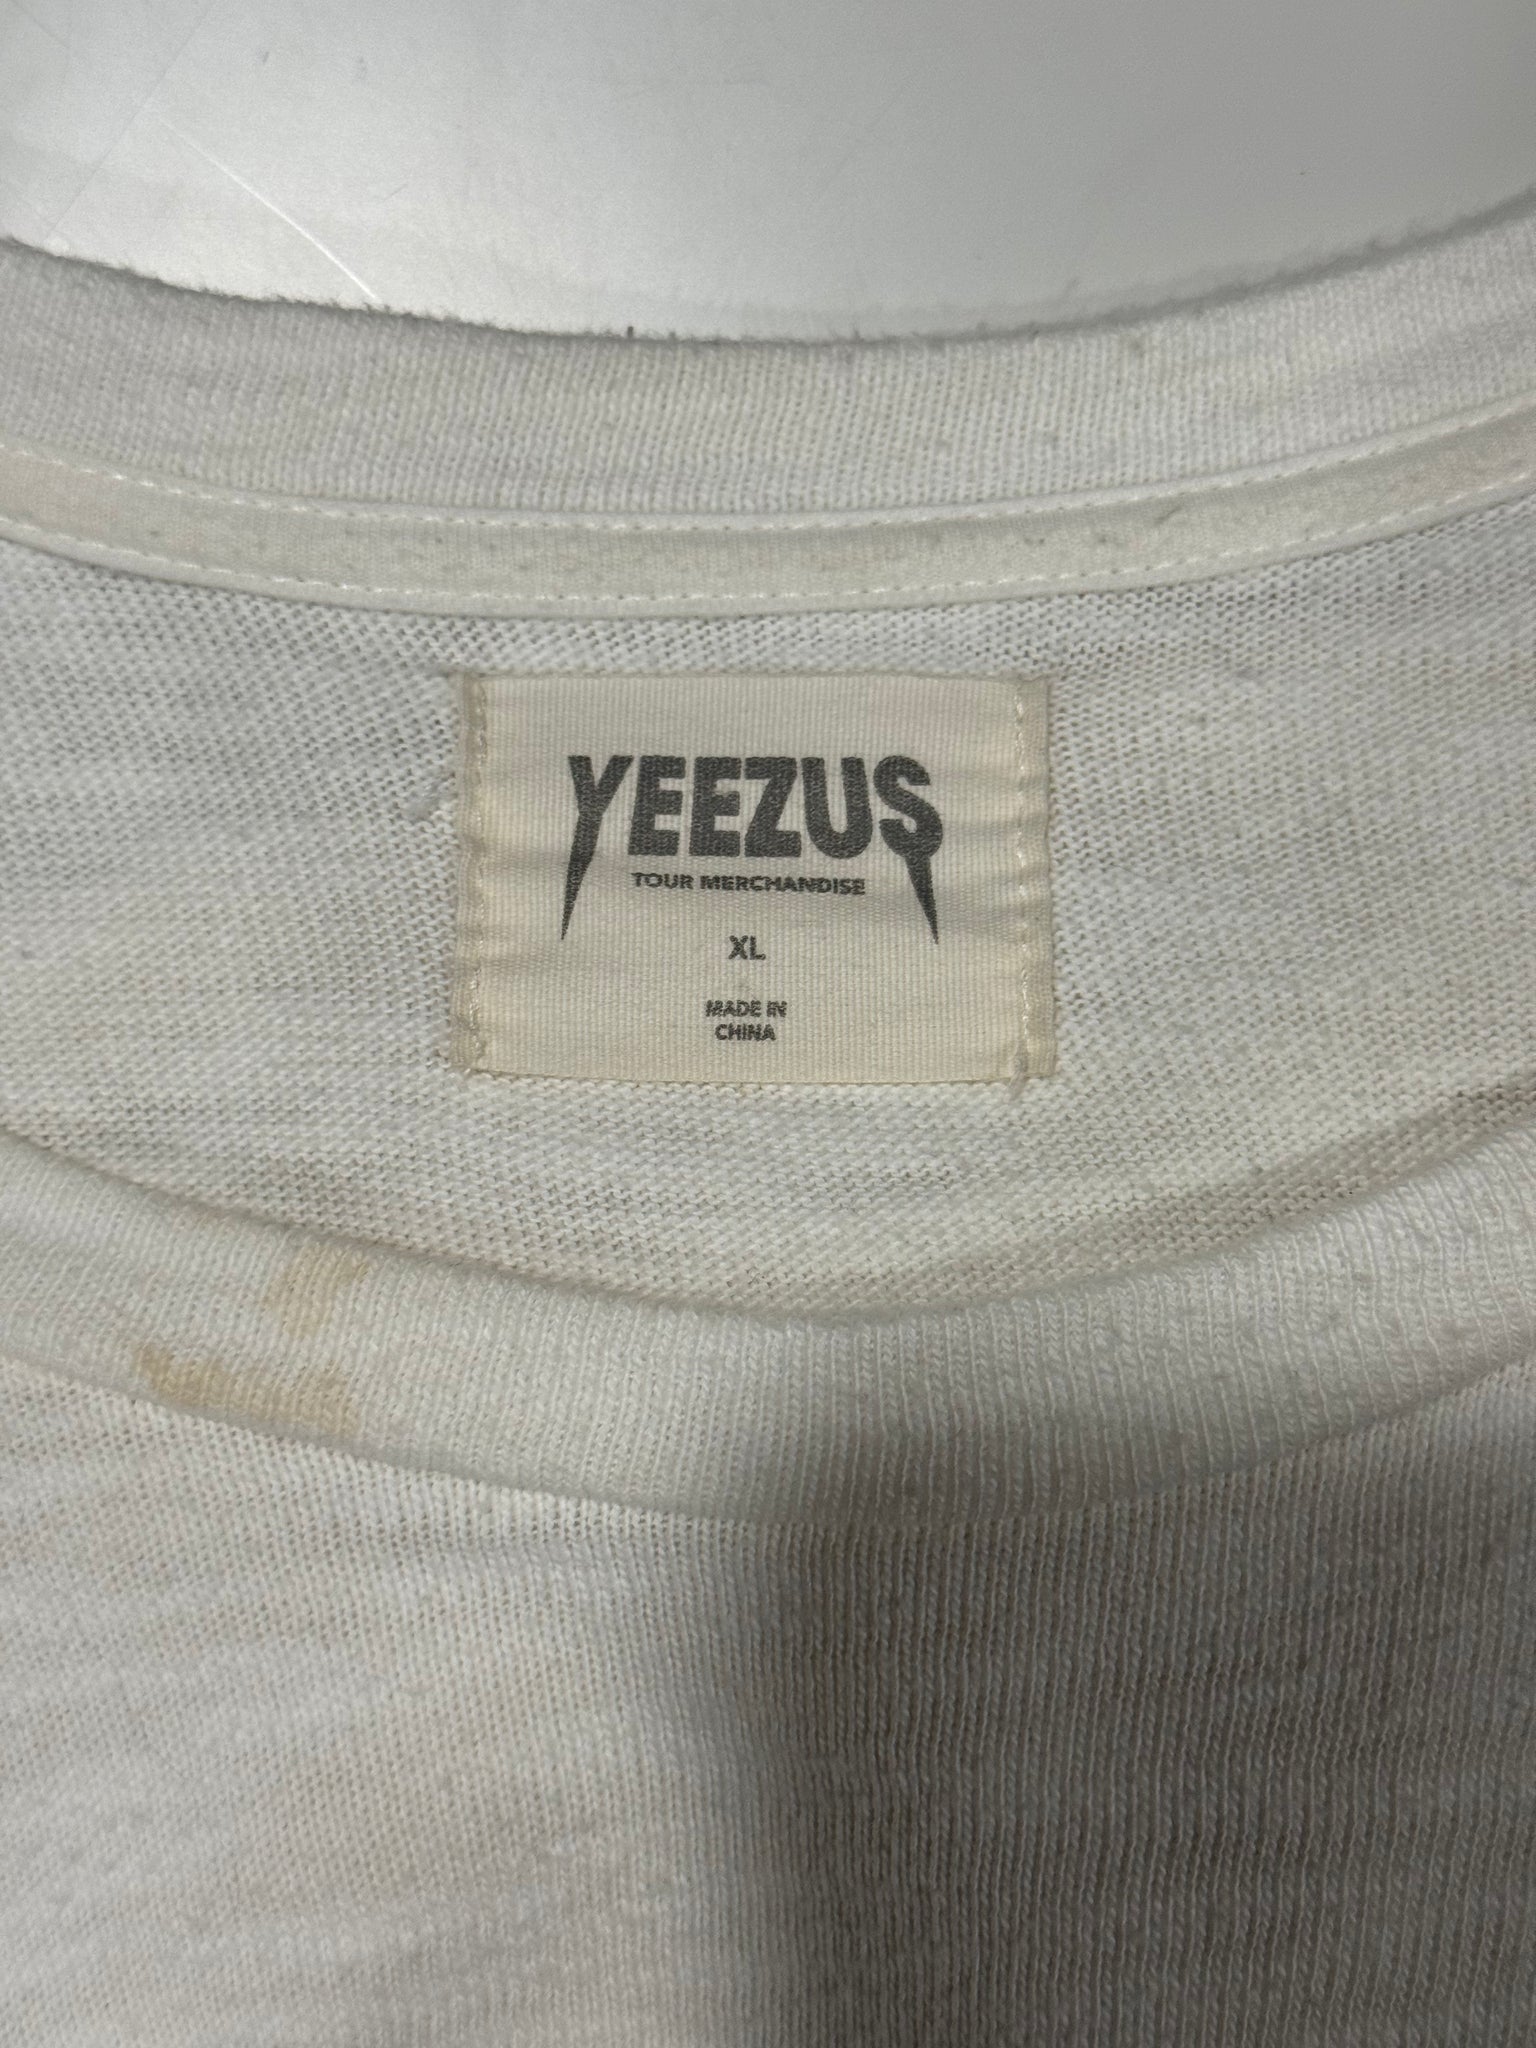 YEEZUS
TOUR MERCHANDISE
XL
MADE IN
CHINA